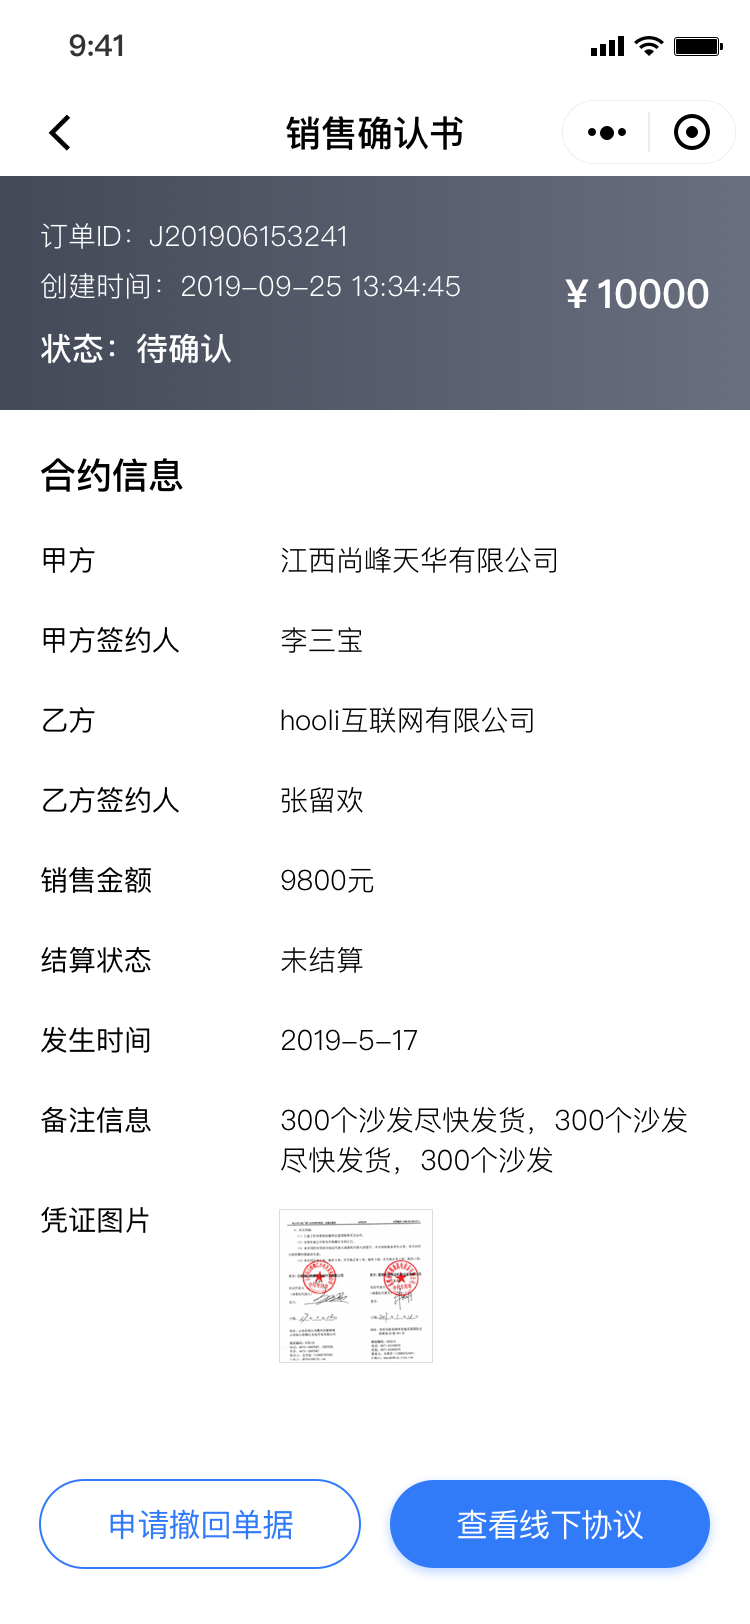 9:41
销售确认书
订单ID：J201906153241
创建时间：2019-09-25 13:34:45
¥10000
状态：待确认
合约信息
甲方 江西尚峰天华有限公司
甲方签约人 李三宝
乙方 hooli互联网有限公司
乙方签约人 张留欢
销售金额 9800元
结算状态 未结算
发生时间 2019-5-17
备注信息 300个沙发尽快发货，300个沙发
尽快发货，300个沙发
凭证图片
申请撤回单据
查看线下协议